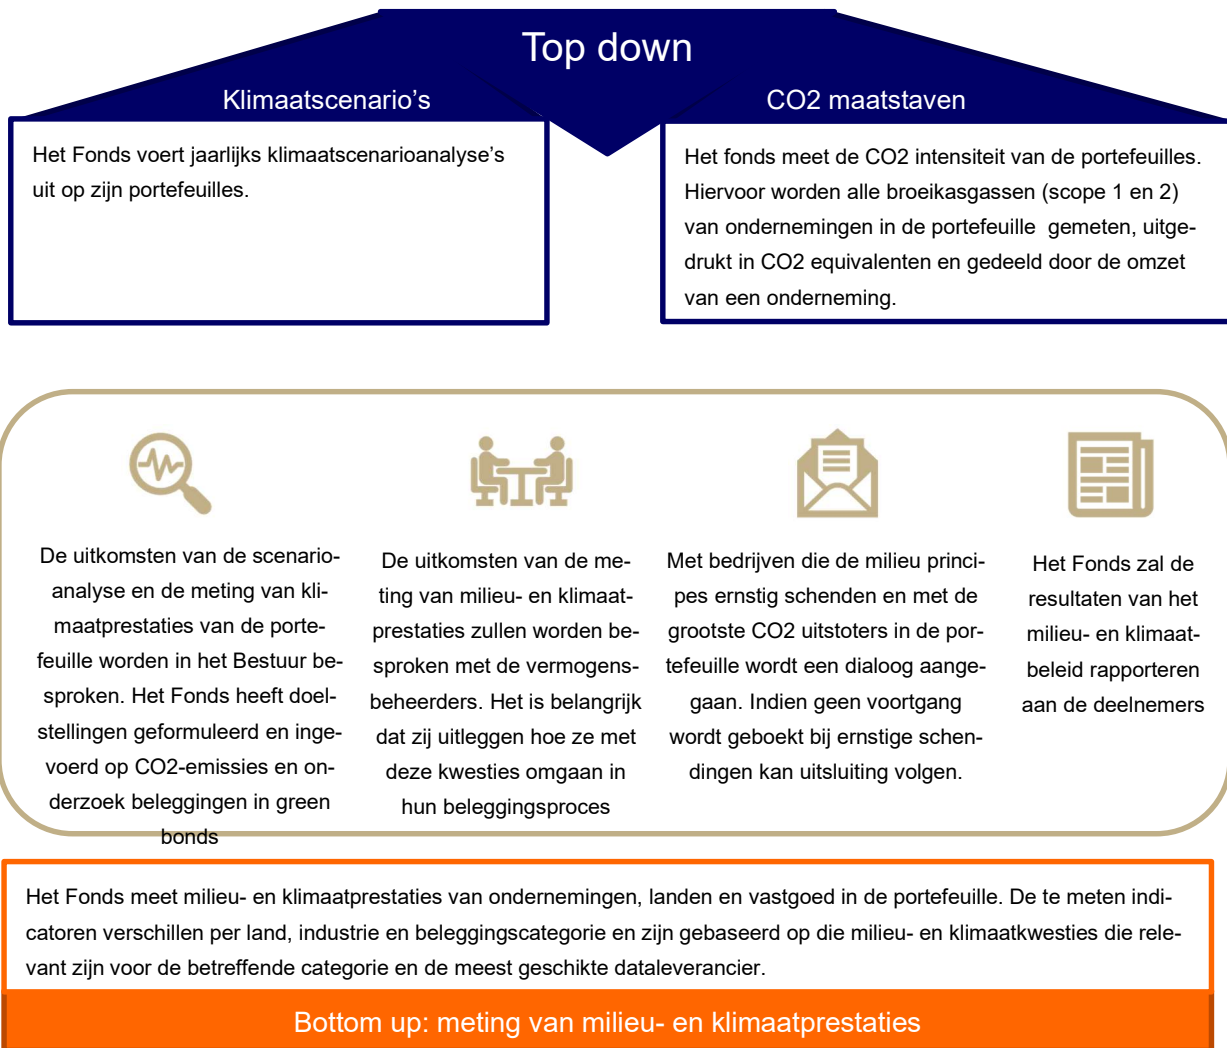 Top down
Klimaatscenario's
Het Fonds voert jaarlijks klimaatscenarioanalyse's
uit op zijn portefeuilles.
CO2 maatstaven
Het fonds meet de CO2 intensiteit van de portefeuilles.
Hiervoor worden alle broeikasgassen (scope 1 en 2)
van ondernemingen in de portefeuille gemeten, uitge-
drukt in CO2 equivalenten en gedeeld door de omzet
van een onderneming.
De uitkomsten van de scenario-
analyse en de meting van kli-
maatprestaties van de porte-
feuille worden in het Bestuur be-
sproken. Het Fonds heeft doel-
stellingen geformuleerd en inge-
voerd op CO2-emissies en on-
derzoek beleggingen in green
bonds
De uitkomsten van de me-
ting van milieu- en klimaat-
prestaties zullen worden be-
sproken met de vermogens-
beheerders. Het is belangrijk
dat zij uitleggen hoe ze met
deze kwesties omgaan in
hun beleggingsproces
Met bedrijven die de milieu princi-
pes ernstig schenden en met de
grootste CO2 uitstoters in de por-
tefeuille wordt een dialoog aange-
gaan. Indien geen voortgang
wordt geboekt bij ernstige schen-
dingen kan uitsluiting volgen.
Het Fonds zal de
resultaten van het
milieu- en klimaat-
beleid rapporteren
aan de deelnemers
Het Fonds meet milieu- en klimaatprestaties van ondernemingen, landen en vastgoed in de portefeuille. De te meten indi-
catoren verschillen per land, industrie en beleggingscategorie en zijn gebaseerd op die milieu- en klimaatkwesties die rele-
vant zijn voor de betreffende categorie en de meest geschikte dataleverancier.
Bottom up: meting van milieu- en klimaatprestaties